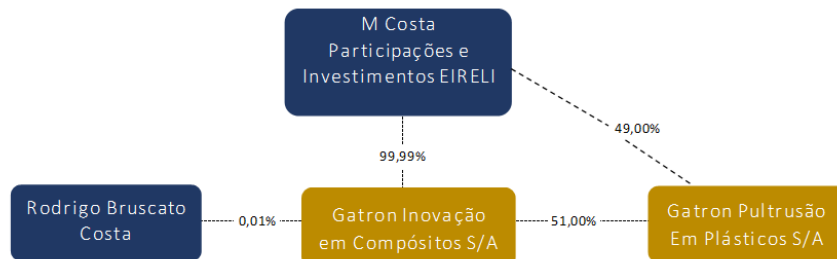 M Costa
Participações e
Investimentos EIRELI
49,00%
99,99%
Rodrigo Bruscato
Costa
0,01%
Gatron Inovação
em Compósitos S/A
51,00%
Gatron Pultrusão
Em Plásticos S/A